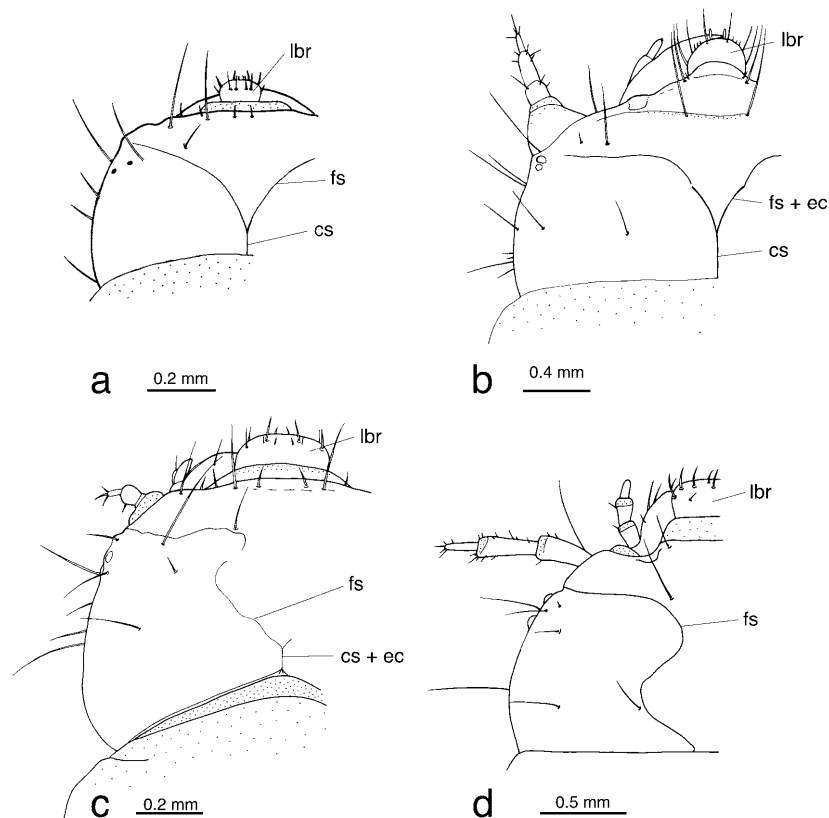 lbr
fs
cs
a
0.2 mm
lbr
fs + ec
cs
b
0.4 mm
lbr
fs
cs + ec
c
0.2 mm
lbr
fs
d
0.5 mm